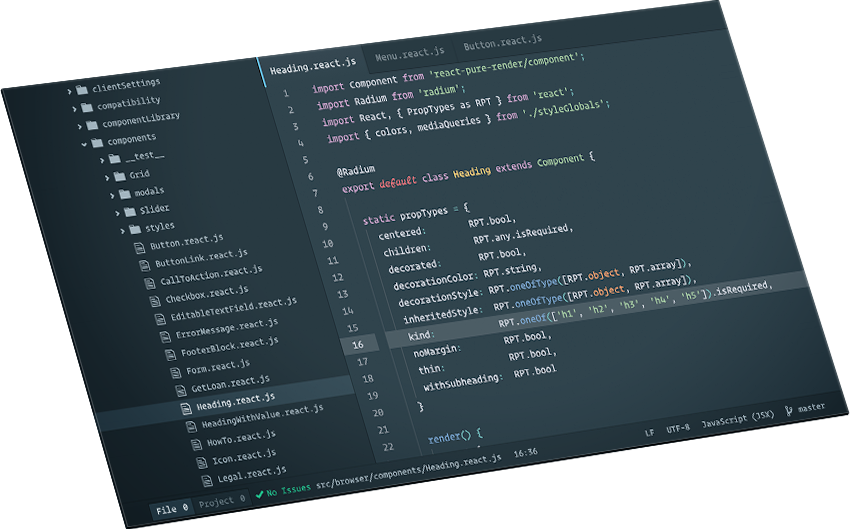 clientSettings
compatibility
componentLibrary
components
__test__
Grid
modals
Slider
styles
Button.react.js
ButtonLink.react.js
CallToAction.react.js
Checkbox.react.js
EditableTextField.react.js
ErrorMessage.react.js
FooterBlock.react.js
Form.react.js
GetLoan.react.js
Heading.react.js
HeadingWithValue.react.js
HowTo.react.js
Icon.react.js
Legal.react.js
Heading.react.js Menu.react.js Button.react.js
1 import Component from 'react-pure-render/component';
2 import Radium from 'radium';
3 import React, { PropTypes as RPT } from 'react';
4 import { colors, mediaQueries } from './styleGlobals';
5
6 @Radium
7 export default class Heading extends Component {
8
9 static propTypes = {
10 centered: RPT.bool,
11 children: RPT.any.isRequired,
12 decorated: RPT.bool,
13 decorationColor: RPT.string,
14 decorationStyle: RPT.oneOfType([RPT.object, RPT.array]),
15 inheritedStyle: RPT.oneOfType([RPT.object, RPT.array]),
16 kind: RPT.oneOf(['h1', 'h2', 'h3', 'h4', 'h5']).isRequired,
17 noMargin: RPT.bool,
18 thin: RPT.bool,
19 withSubheading: RPT.bool
20 }
21
22 render() {
File 0 Project 0 No Issues src/browser/components/Heading.react.js 16:36 LF UTF-8 JavaScript (JSX) master